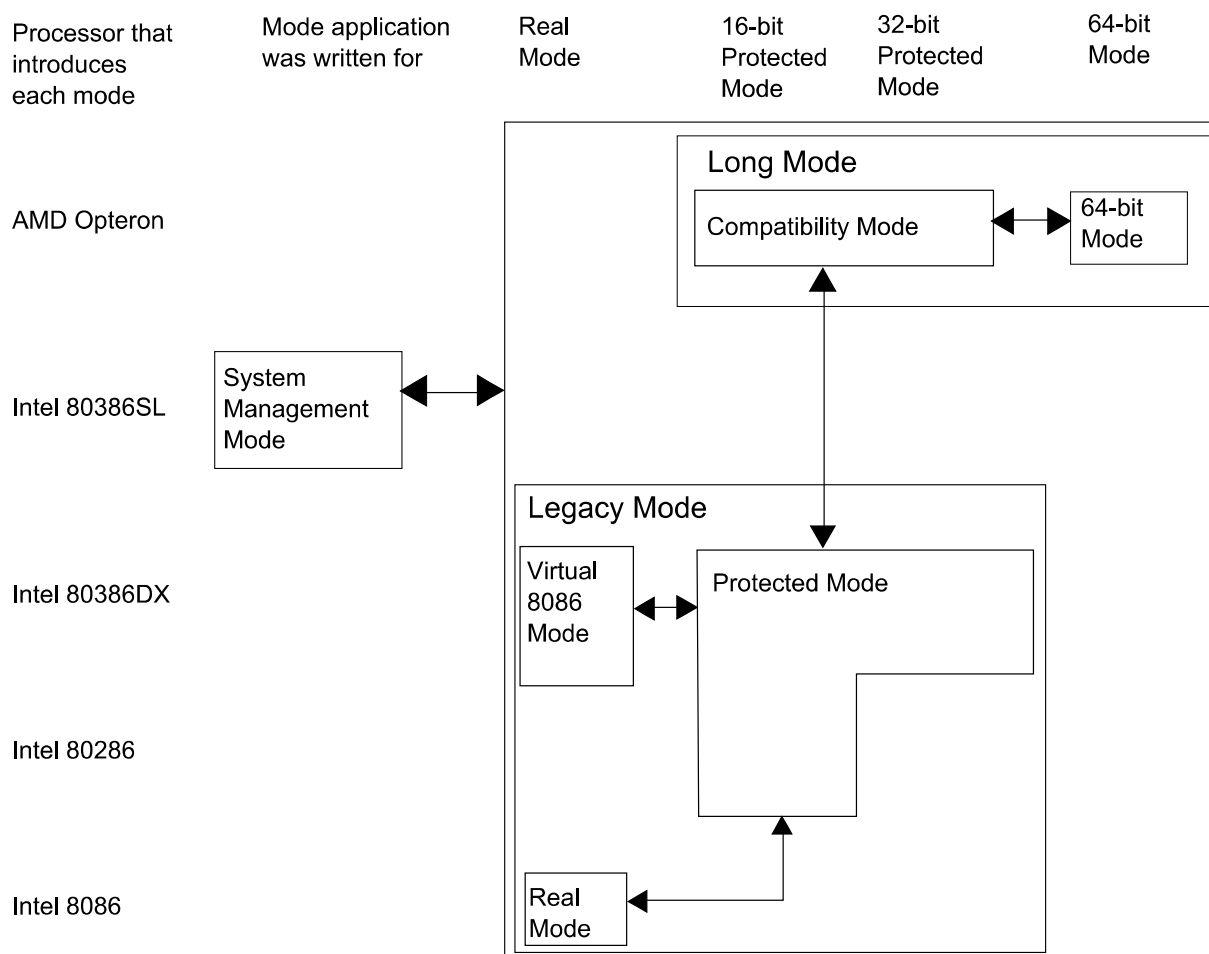 Processor that
introduces
each mode
Mode application
was written for
Real
Mode
16-bit
Protected
Mode
32-bit
Protected
Mode
64-bit
Mode
Long Mode
AMD Opteron
Compatibility Mode
64-bit
Mode
Intel 80386SL
System
Management
Mode
Legacy Mode
Intel 80386DX
Virtual
8086
Mode
Protected Mode
Intel 80286
Intel 8086
Real
Mode